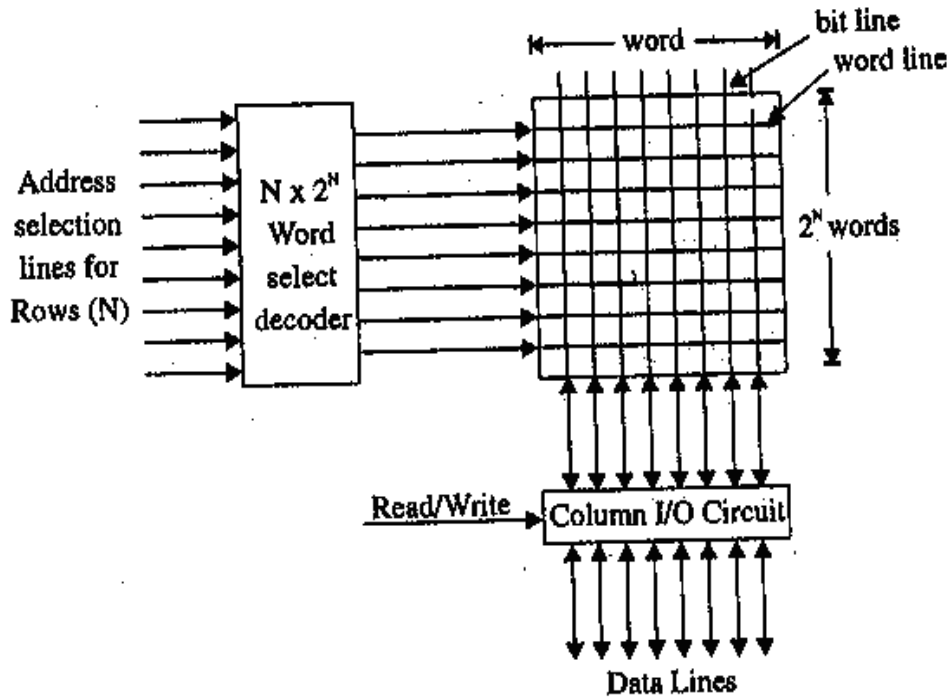 word
bit line
word line
Address
selection
lines for
Rows (N)
N x 2^N
Word
select
decoder
2^N words
Read/Write
Column I/O Circuit
Data Lines